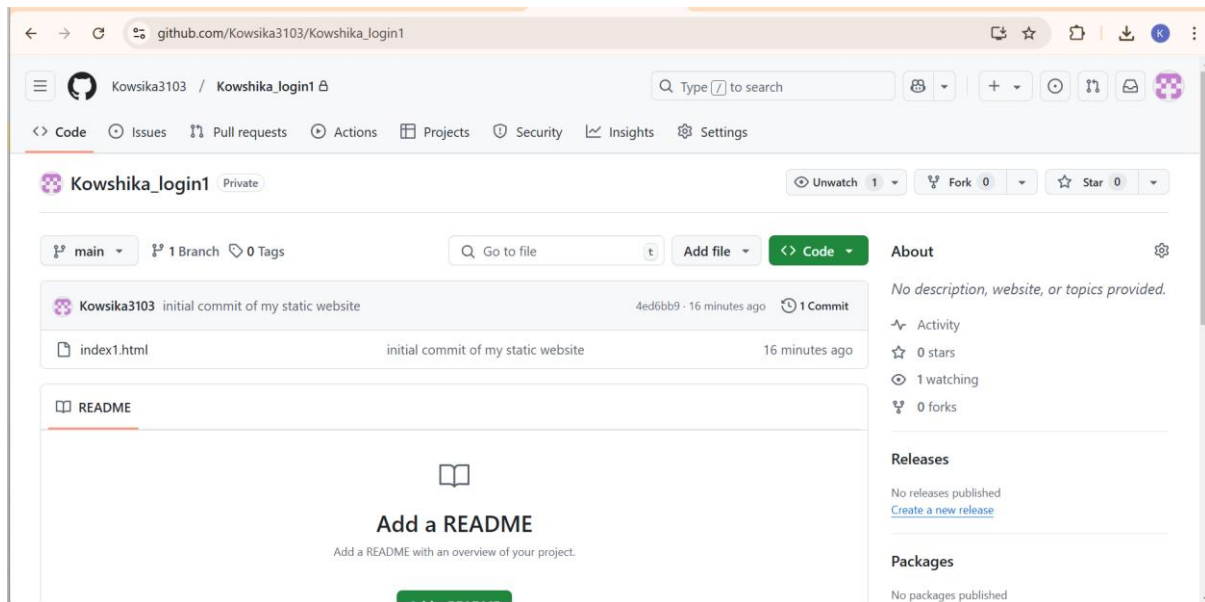 github.com/Kowsika3103/Kowshika_login1
K
Kowsika3103 / Kowshika_login1
Type / to search
Code Issues Pull requests Actions Projects Security Insights Settings
Kowshika_login1 Private
Unwatch 1 Fork 0 Star 0
main 1 Branch 0 Tags
Go to file t
Add file
Code
About
Kowsika3103 initial commit of my static website 4ed6bb9 · 16 minutes ago 1 Commit
No description, website, or topics provided.
index1.html initial commit of my static website 16 minutes ago
Activity
0 stars
1 watching
0 forks
README
Add a README
Add a README with an overview of your project.
Releases
No releases published
Create a new release
Packages
No packages published